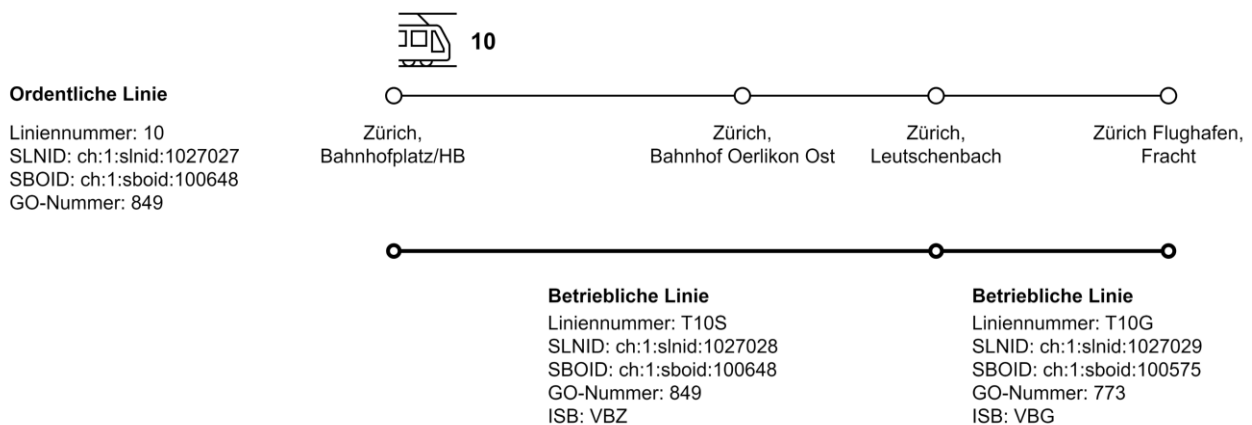 10
Ordentliche Linie
Liniennummer: 10
SLNID: ch:1:slnid:1027027
SBOID: ch:1:sboid:100648
GO-Nummer: 849
Zürich,
Bahnhofplatz/HB
Zürich,
Bahnhof Oerlikon Ost
Zürich,
Leutschenbach
Zürich Flughafen,
Fracht
Betriebliche Linie
Liniennummer: T10S
SLNID: ch:1:slnid:1027028
SBOID: ch:1:sboid:100648
GO-Nummer: 849
ISB: VBZ
Betriebliche Linie
Liniennummer: T10G
SLNID: ch:1:slnid:1027029
SBOID: ch:1:sboid:100575
GO-Nummer: 773
ISB: VBG